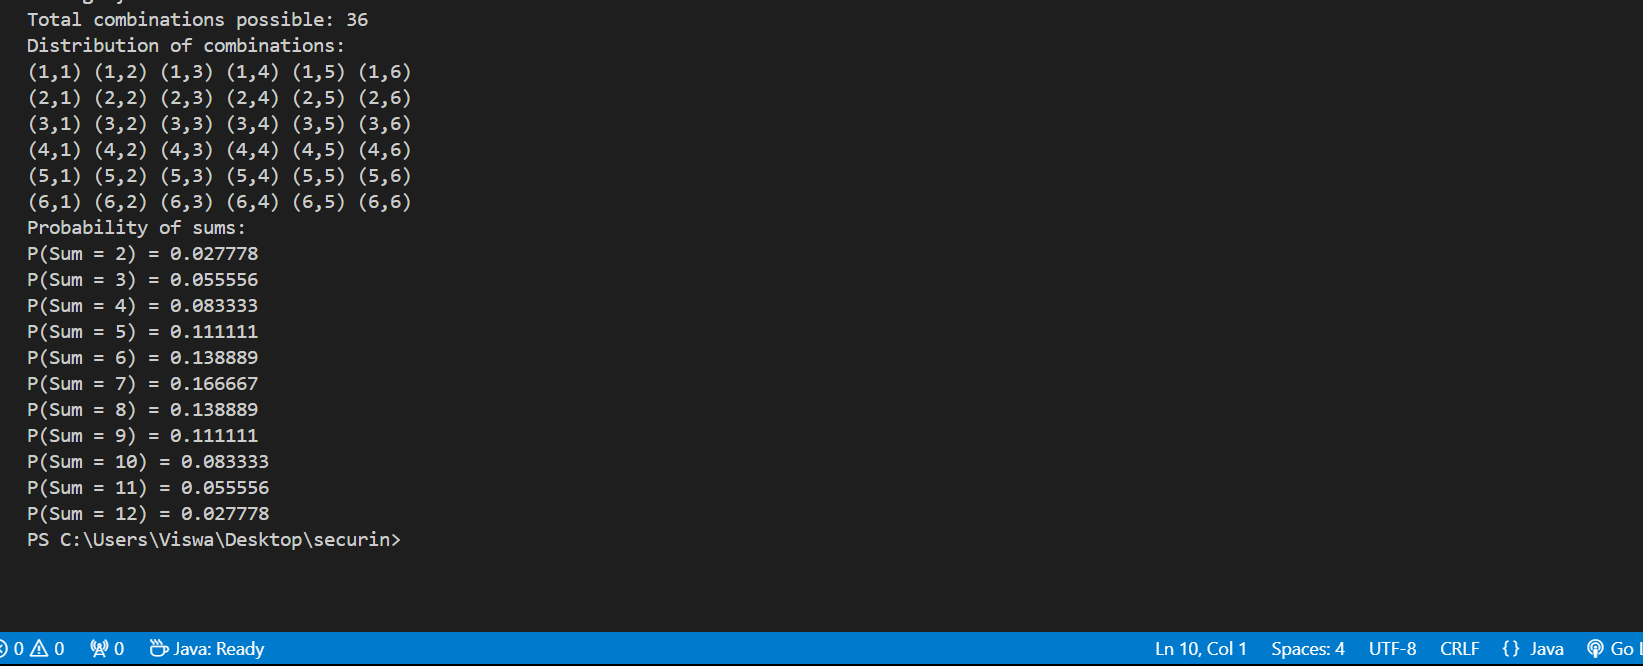 Total combinations possible: 36
Distribution of combinations:
(1,1) (1,2) (1,3) (1,4) (1,5) (1,6)
(2,1) (2,2) (2,3) (2,4) (2,5) (2,6)
(3,1) (3,2) (3,3) (3,4) (3,5) (3,6)
(4,1) (4,2) (4,3) (4,4) (4,5) (4,6)
(5,1) (5,2) (5,3) (5,4) (5,5) (5,6)
(6,1) (6,2) (6,3) (6,4) (6,5) (6,6)
Probability of sums:
P(Sum = 2) = 0.027778
P(Sum = 3) = 0.055556
P(Sum = 4) = 0.083333
P(Sum = 5) = 0.111111
P(Sum = 6) = 0.138889
P(Sum = 7) = 0.166667
P(Sum = 8) = 0.138889
P(Sum = 9) = 0.111111
P(Sum = 10) = 0.083333
P(Sum = 11) = 0.055556
P(Sum = 12) = 0.027778
PS C:\Users\Viswa\Desktop\securin>
0 0 0 Java: Ready Ln 10, Col 1 Spaces: 4 UTF-8 CRLF {} Java Go